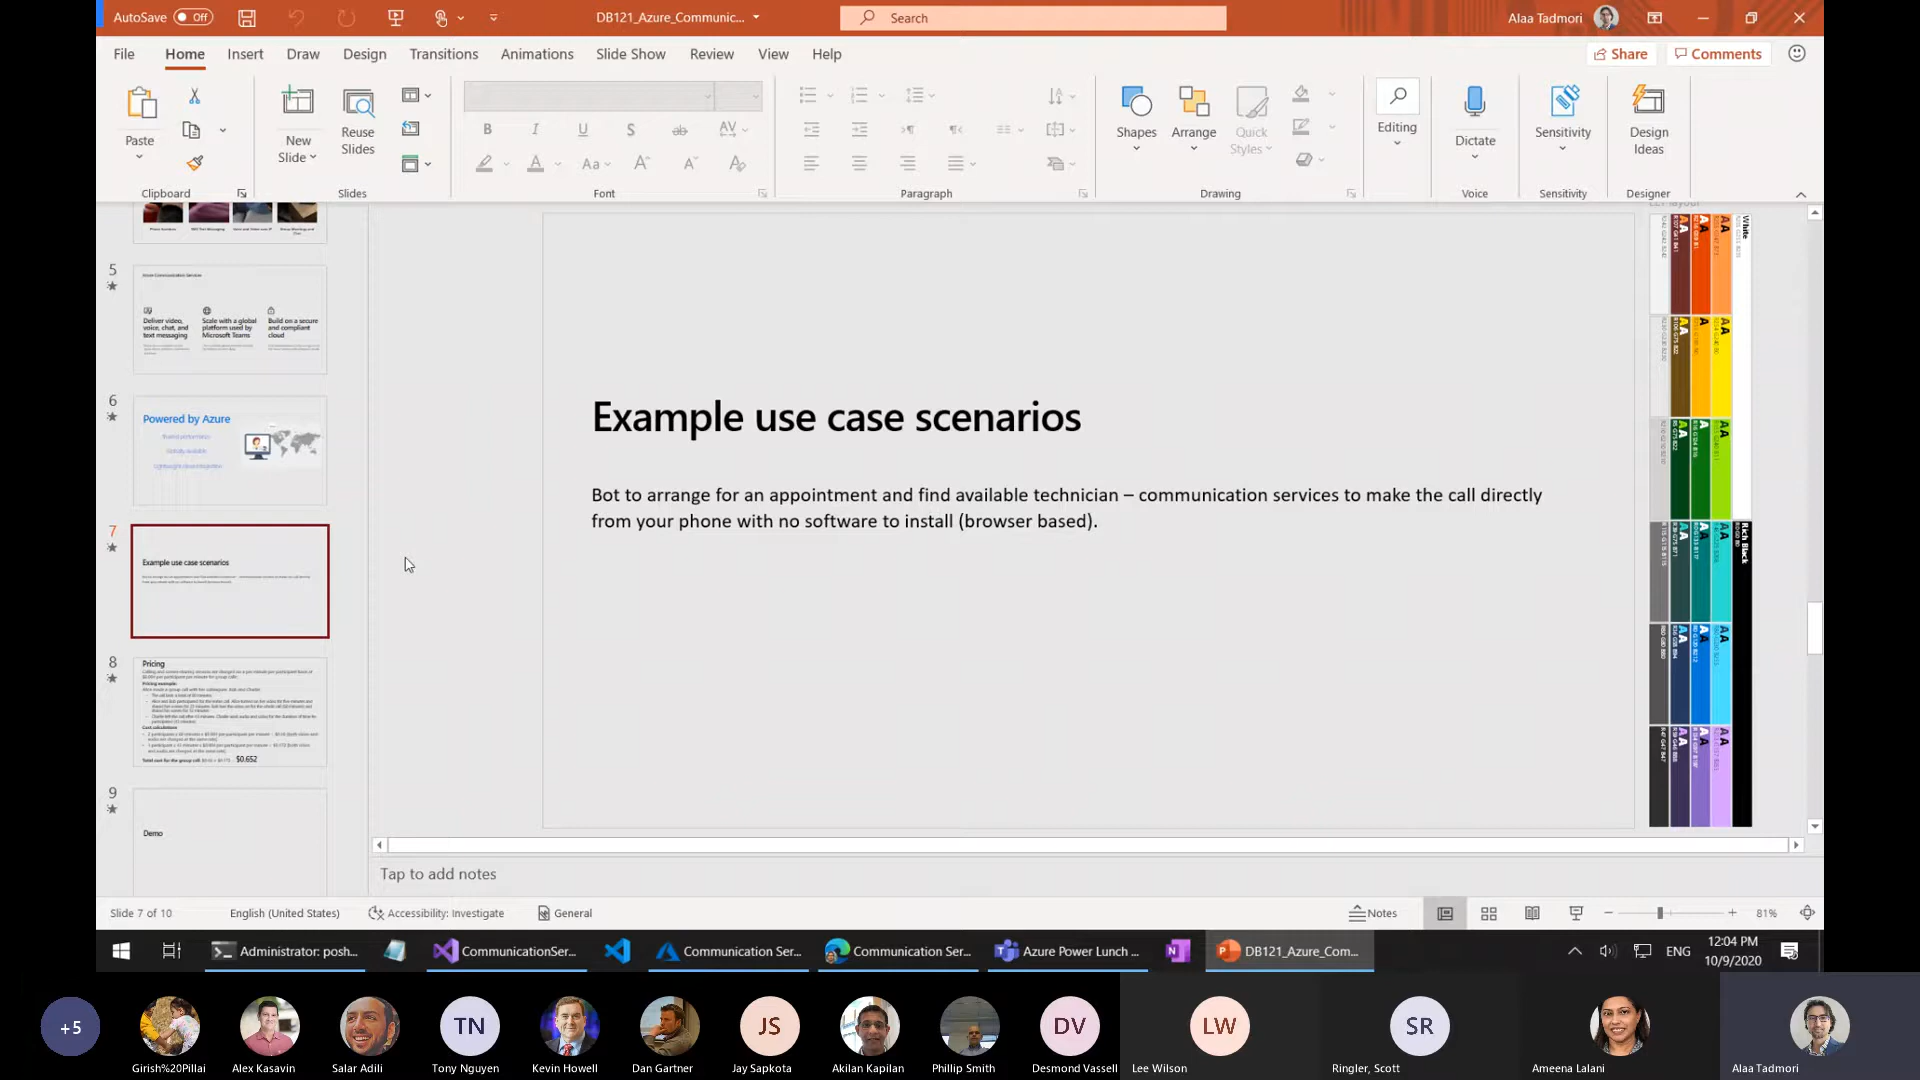 AutoSave Off DB121_Azure_Communic... Search Alaa Tadmori
File Home Insert Draw Design Transitions Animations Slide Show Review View Help Share Comments
Paste New Slide Reuse Slides Shapes Arrange Quick Styles Editing Dictate Sensitivity Design Ideas
Clipboard Slides Font Paragraph Drawing Voice Sensitivity Designer
5
Deliver video, voice, chat, and text messaging
Scale with a global platform used by Microsoft Teams
Build on a secure and compliant cloud
6
Powered by Azure
7
Example use case scenarios
8
Pricing
Pricing example:
$0.652
9
Demo
Example use case scenarios
Bot to arrange for an appointment and find available technician – communication services to make the call directly
from your phone with no software to install (browser based).
White
Rich Black
Tap to add notes
Slide 7 of 10 English (United States) Accessibility: Investigate General Notes 81%
Administrator: posh... CommunicationSer... Communication Ser... Communication Ser... Azure Power Lunch ... DB121_Azure_Com... ENG 12:04 PM
10/9/2020
+5 TN JS DV LW SR
Girish%20Pillai Alex Kasavin Salar Adili Tony Nguyen Kevin Howell Dan Gartner Jay Sapkota Akilan Kapilan Phillip Smith Desmond Vassell Lee Wilson Ringler, Scott Ameena Lalani Alaa Tadmori